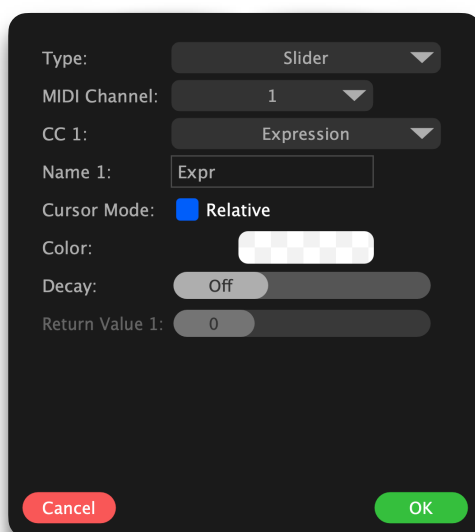 Type: Slider
MIDI Channel: 1
CC 1: Expression
Name 1: Expr
Cursor Mode: Relative
Color:
Decay: Off
Return Value 1: 0
Cancel OK